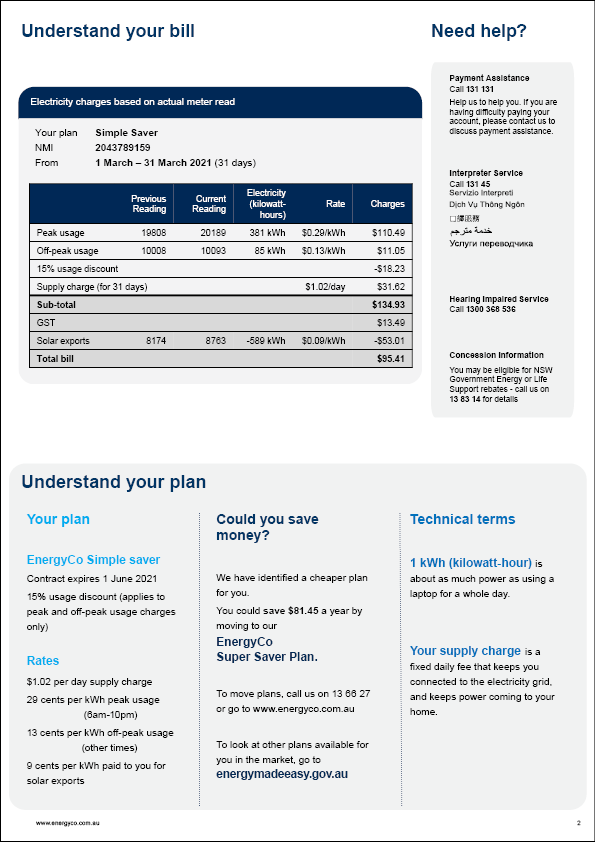 Understand your bill
Need help?
Electricity charges based on actual meter read
Your plan Simple Saver
NMI 2043789159
From 1 March – 31 March 2021 (31 days)
Previous Reading Current Reading Electricity (kilowatt-hours) Rate Charges
Peak usage 19808 20189 381 kWh $0.29/kWh $110.49
Off-peak usage 10008 10093 85 kWh $0.13/kWh $11.05
15% usage discount -$18.23
Supply charge (for 31 days) $1.02/day $31.62
Sub-total $134.93
GST $13.49
Solar exports 8174 8763 -589 kWh $0.09/kWh -$53.01
Total bill $95.41
Payment Assistance
Call 131 131
Help us to help you. If you are
having difficulty paying your
account, please contact us to
discuss payment assistance.
Interpreter Service
Call 131 45
Servizio Interpreti
Dịch Vụ Thông Ngôn
خدمة مترجم
Услуги переводчика
Hearing Impaired Service
Call 1300 368 536
Concession Information
You may be eligible for NSW
Government Energy or Life
Support rebates - call us on
13 83 14 for details
Understand your plan
Your plan
EnergyCo Simple saver
Contract expires 1 June 2021
15% usage discount (applies to
peak and off-peak usage charges
only)
Rates
$1.02 per day supply charge
29 cents per kWh peak usage
(6am-10pm)
13 cents per kWh off-peak usage
(other times)
9 cents per kWh paid to you for
solar exports
Could you save
money?
We have identified a cheaper plan
for you.
You could save $81.45 a year by
moving to our
EnergyCo
Super Saver Plan.
To move plans, call us on 13 66 27
or go to www.energyco.com.au
To look at other plans available for
you in the market, go to
energymadeeasy.gov.au
Technical terms
1 kWh (kilowatt-hour) is
about as much power as using a
laptop for a whole day.
Your supply charge is a
fixed daily fee that keeps you
connected to the electricity grid,
and keeps power coming to your
home.
www.energyco.com.au
2